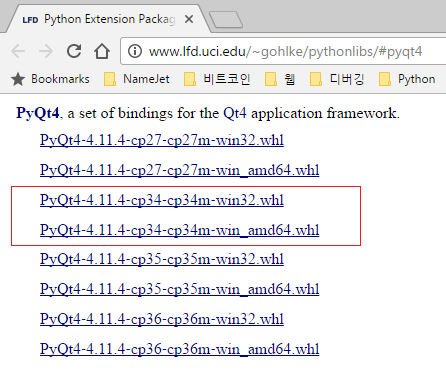 LFD Python Extension Packag
www.lfd.uci.edu/~gohlke/pythonlibs/#pyqt4
Bookmarks NameJet 비트코인 웹 디버깅 Python
PyQt4, a set of bindings for the Qt4 application framework.
PyQt4-4.11.4-cp27-cp27m-win32.whl
PyQt4-4.11.4-cp27-cp27m-win_amd64.whl
PyQt4-4.11.4-cp34-cp34m-win32.whl
PyQt4-4.11.4-cp34-cp34m-win_amd64.whl
PyQt4-4.11.4-cp35-cp35m-win32.whl
PyQt4-4.11.4-cp35-cp35m-win_amd64.whl
PyQt4-4.11.4-cp36-cp36m-win32.whl
PyQt4-4.11.4-cp36-cp36m-win_amd64.whl